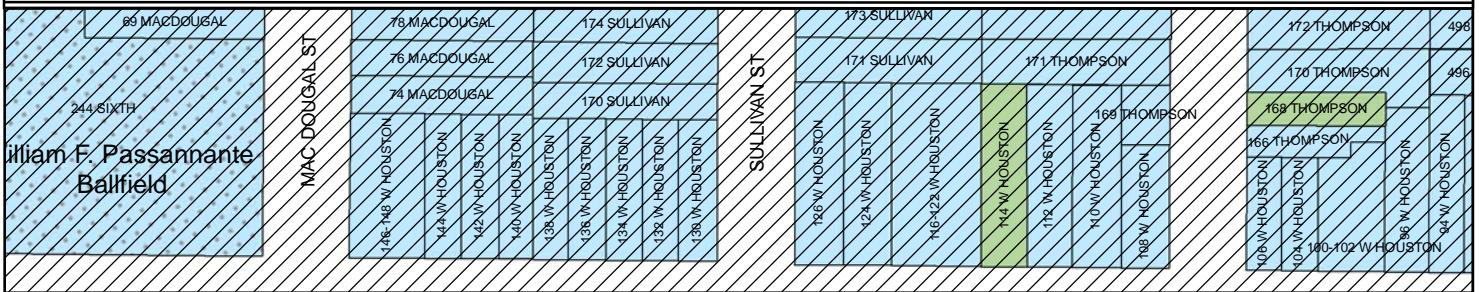 69 MACDOUGAL
244 SIXTH
illiam F. Passannante
Ballfield
MAC DOUGAL ST
78 MACDOUGAL
76 MACDOUGAL
74 MACDOUGAL
174 SULLIVAN
172 SULLIVAN
170 SULLIVAN
146-148 W HOUSTON
144 W HOUSTON
142 W HOUSTON
140 W HOUSTON
138 W HOUSTON
136 W HOUSTON
134 W HOUSTON
132 W HOUSTON
130 W HOUSTON
SULLIVAN ST
173 SULLIVAN
171 SULLIVAN
171 THOMPSON
169 THOMPSON
126 W HOUSTON
124 W HOUSTON
116-122 W HOUSTON
114 W HOUSTON
112 W HOUSTON
110 W HOUSTON
108 W HOUSTON
172 THOMPSON
170 THOMPSON
168 THOMPSON
166 THOMPSON
498
496
106 W HOUSTON
104 W HOUSTON
100-102 W HOUSTON
96 W HOUSTON
94 W HOUSTON